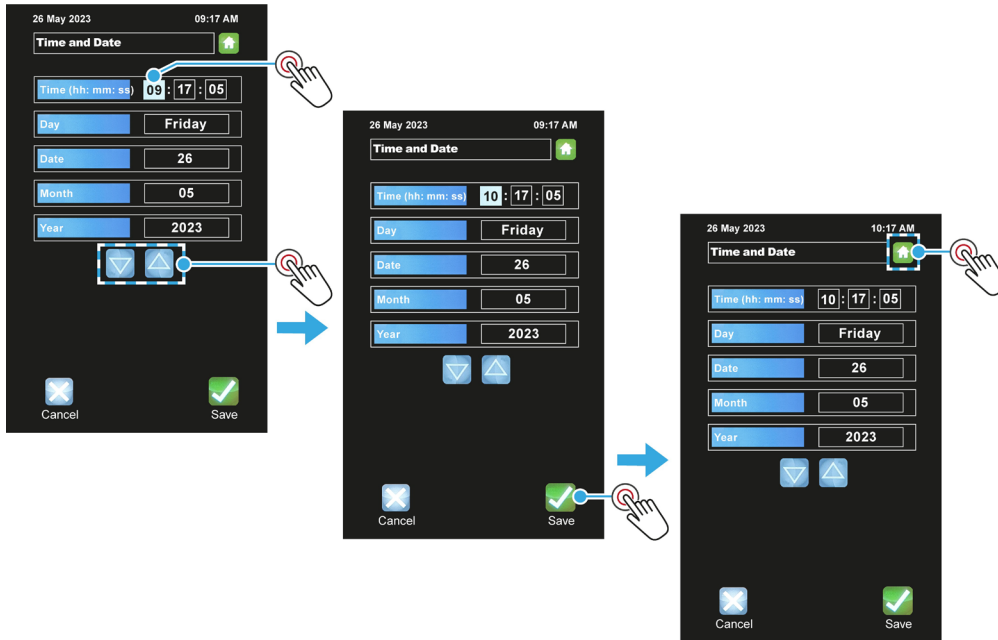 26 May 2023 09:17 AM
Time and Date
Time (hh: mm: ss) 09 : 17 : 05
Day Friday
Date 26
Month 05
Year 2023
Cancel Save
26 May 2023 09:17 AM
Time and Date
Time (hh: mm: ss) 10 : 17 : 05
Day Friday
Date 26
Month 05
Year 2023
Cancel Save
26 May 2023 10:17 AM
Time and Date
Time (hh: mm: ss) 10 : 17 : 05
Day Friday
Date 26
Month 05
Year 2023
Cancel Save